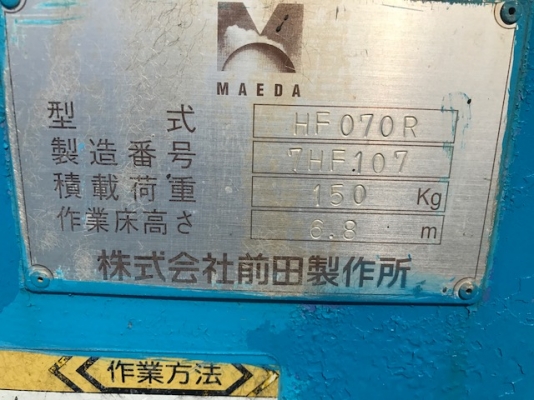 MAEDA
型式 HF070R
製造番号 7HF107
積載荷重 150 Kg
作業床高さ 6.8 m
株式会社前田製作所
作業方法